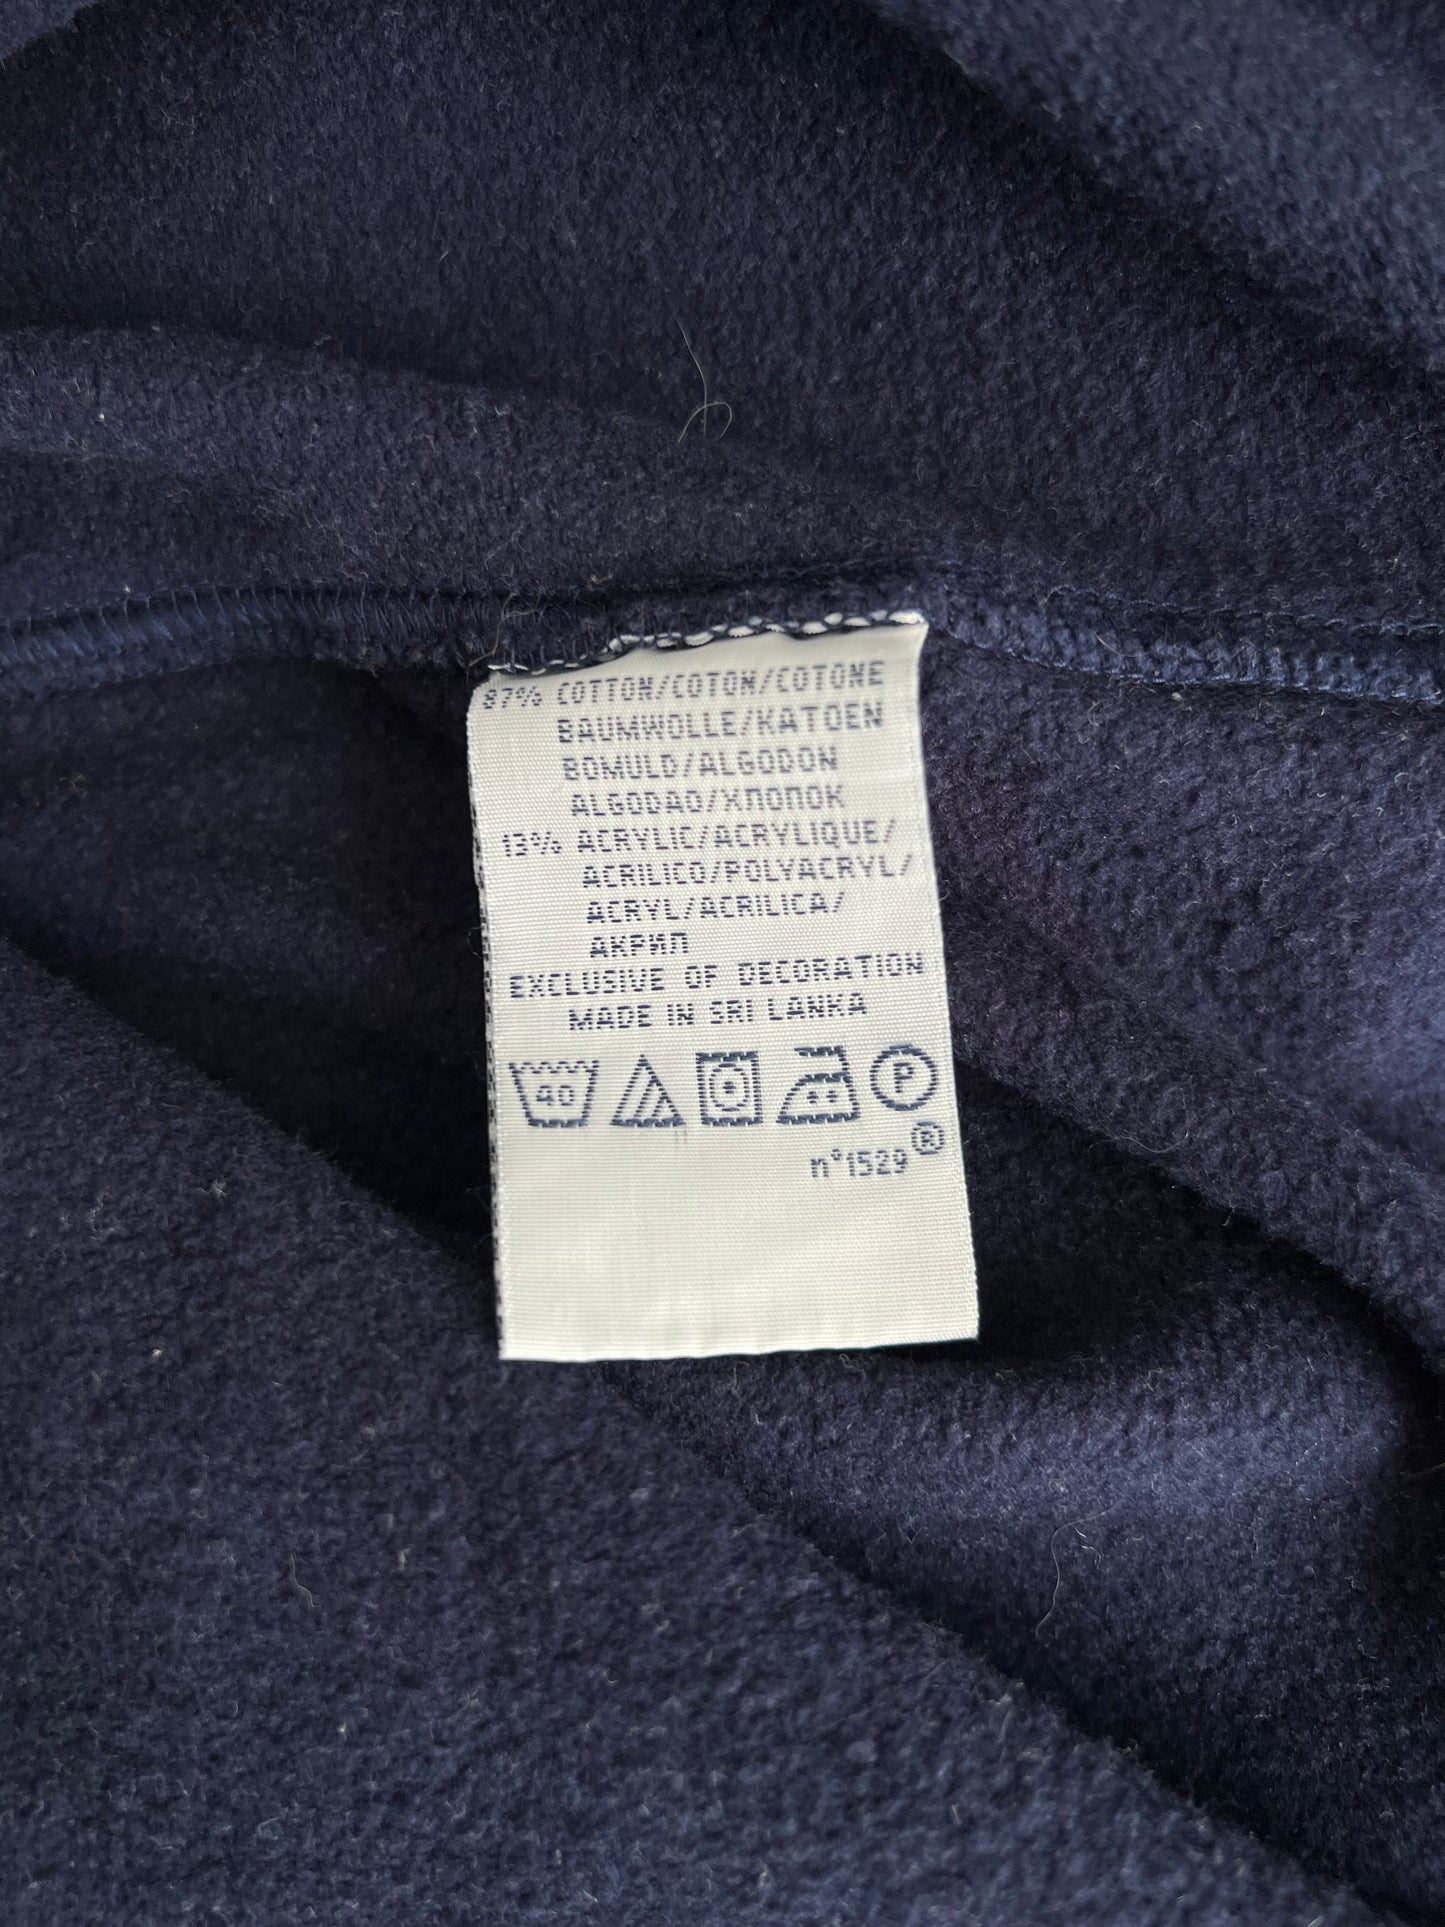 87% COTTON/COTON/COTONE
BAUMWOLLE/KATOEN
BOMULD/ALGODON
ALGODAO/ХЛОПОК
13% ACRYLIC/ACRYLIQUE/
ACRILICO/POLYACRYL/
ACRYL/ACRILICA/
АКРИЛ
EXCLUSIVE OF DECORATION
MADE IN SRI LANKA
40 P
n°1529®